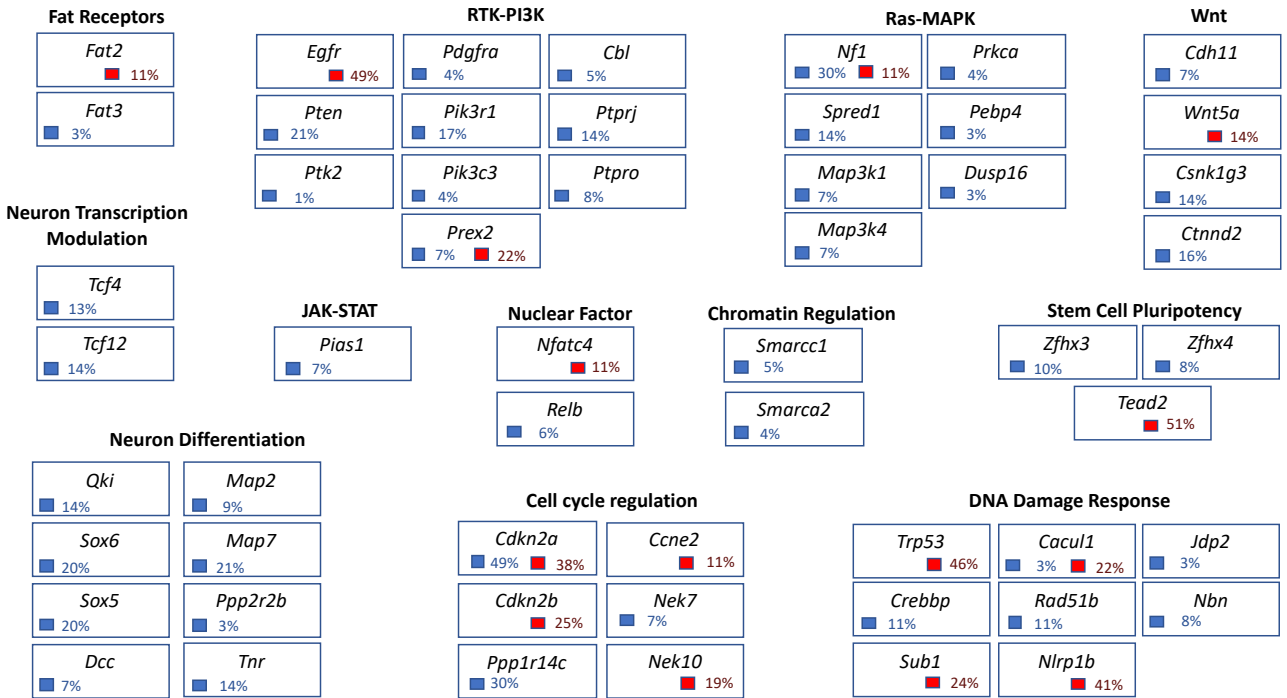 Fat Receptors
Fat2
11%
Fat3
3%
RTK-PI3K
Egfr
49%
Pdgfra
4%
Cbl
5%
Pten
21%
Pik3r1
17%
Ptprj
14%
Ptk2
1%
Pik3c3
4%
Ptpro
8%
Prex2
7% 22%
Ras-MAPK
Nf1
30% 11%
Prkca
4%
Spred1
14%
Pebp4
3%
Map3k1
7%
Dusp16
3%
Map3k4
7%
Wnt
Cdh11
7%
Wnt5a
14%
Csnk1g3
14%
Ctnnd2
16%
Neuron Transcription
Modulation
Tcf4
13%
Tcf12
14%
JAK-STAT
Pias1
7%
Nuclear Factor
Nfatc4
11%
Relb
6%
Chromatin Regulation
Smarcc1
5%
Smarca2
4%
Stem Cell Pluripotency
Zfhx3
10%
Zfhx4
8%
Tead2
51%
Neuron Differentiation
Qki
14%
Map2
9%
Sox6
20%
Map7
21%
Sox5
20%
Ppp2r2b
3%
Dcc
7%
Tnr
14%
Cell cycle regulation
Cdkn2a
49% 38%
Ccne2
11%
Cdkn2b
25%
Nek7
7%
Ppp1r14c
30%
Nek10
19%
DNA Damage Response
Trp53
46%
Cacul1
3% 22%
Jdp2
3%
Crebbp
11%
Rad51b
11%
Nbn
8%
Sub1
24%
Nlrp1b
41%